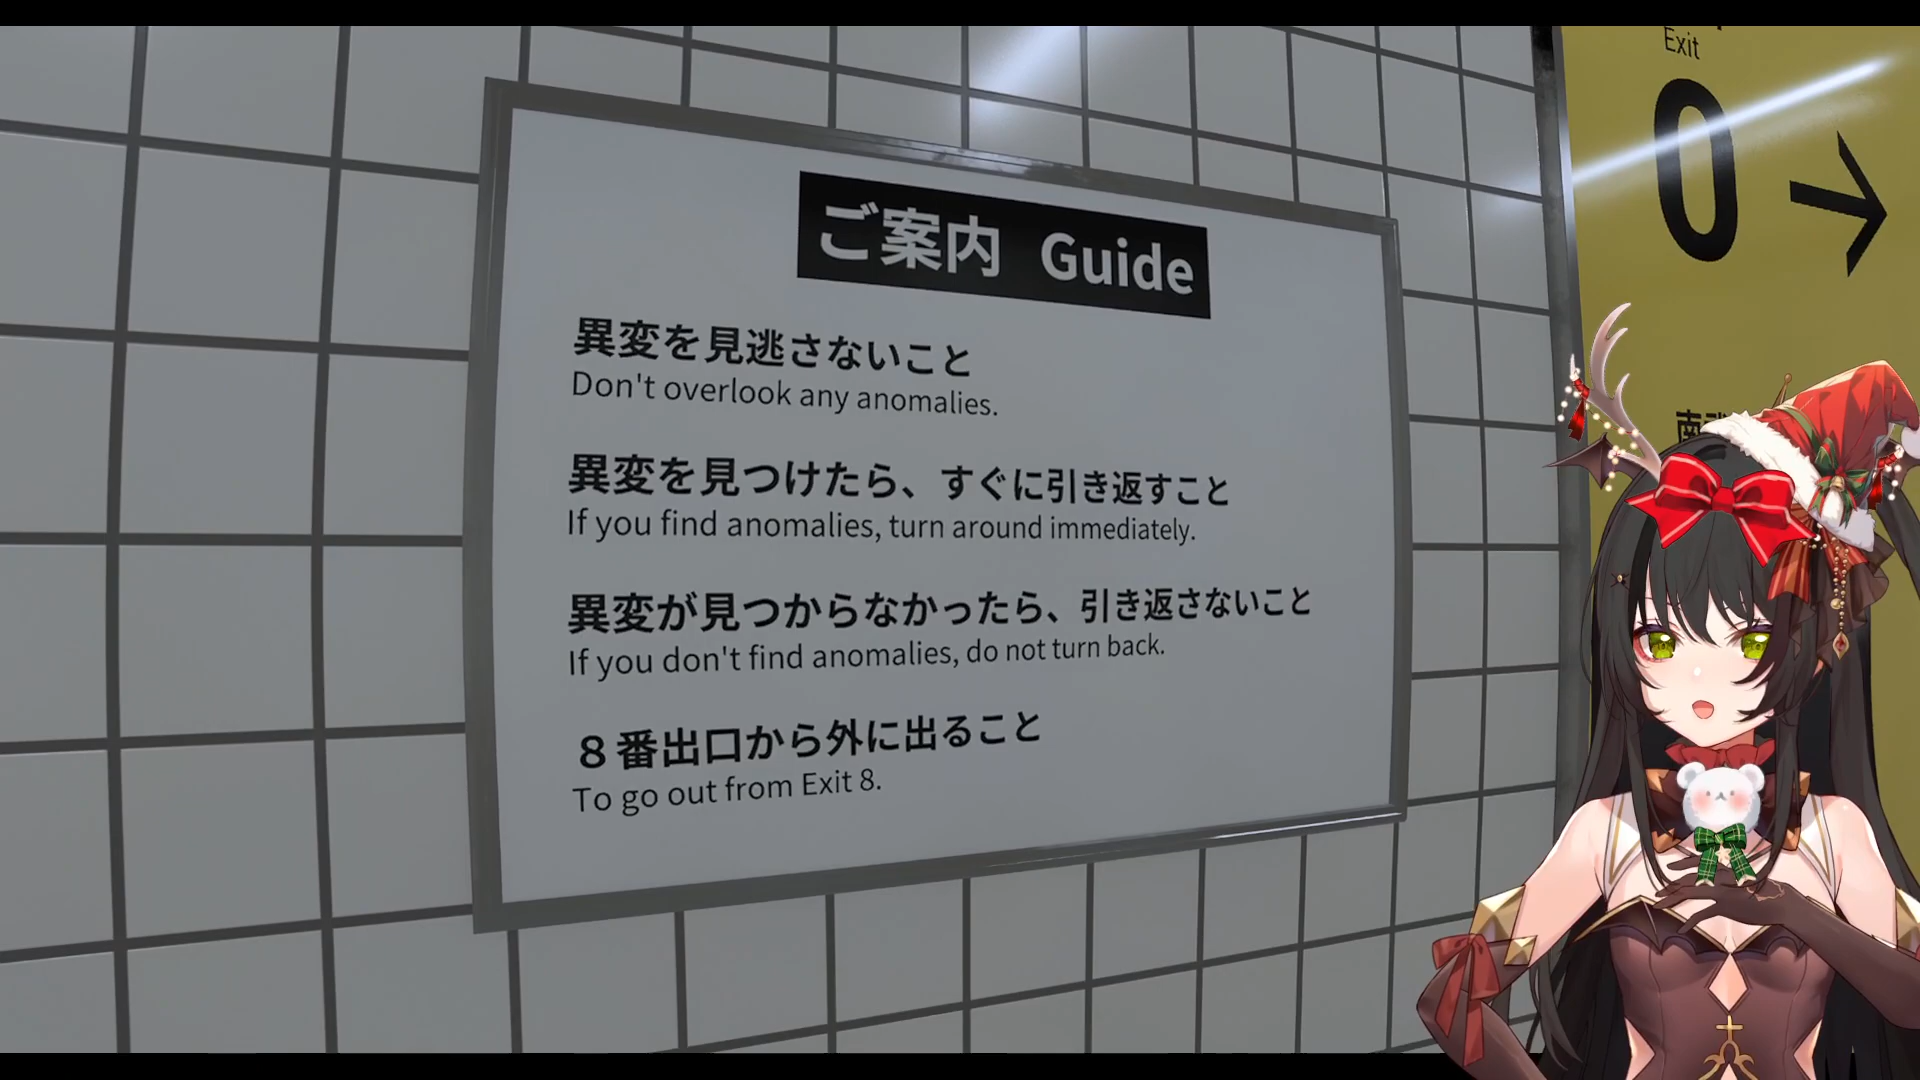 ご案内 Guide
異変を見逃さないこと
Don't overlook any anomalies.
異変を見つけたら、すぐに引き返すこと
If you find anomalies, turn around immediately.
異変が見つからなかったら、引き返さないこと
If you don't find anomalies, do not turn back.
８番出口から外に出ること
To go out from Exit 8.
Exit
0
南